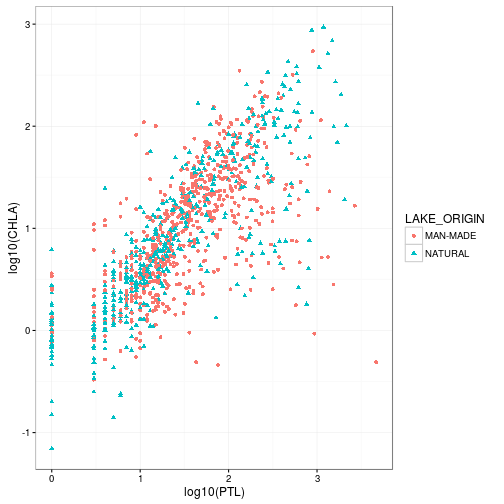 3
2
1
0
-1
log10(CHLA)
0
1
2
3
log10(PTL)
LAKE_ORIGIN
MAN-MADE
NATURAL